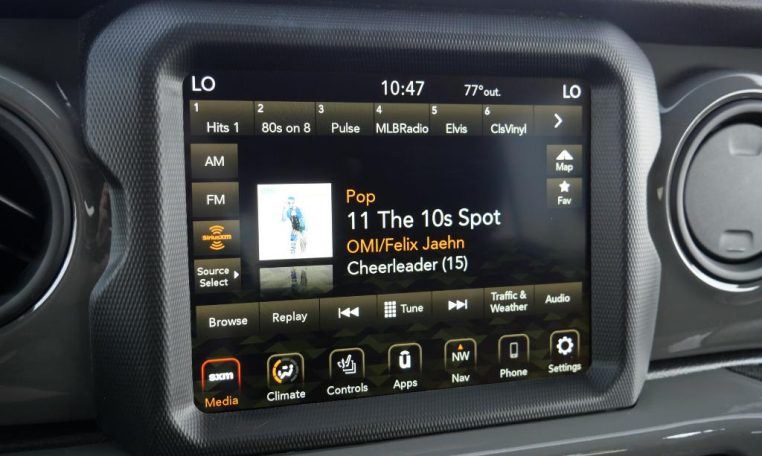 LO 10:47 77°out. LO
1 2 3 4 5 6
Hits 1 80s on 8 Pulse MLBRadio Elvis ClsVinyl
AM
Map
FM
Fav
Pop
11 The 10s Spot
SiriusXM
OMI/Felix Jaehn
Source Select
Cheerleader (15)
Browse Replay Tune Traffic & Weather Audio
sxm NW
Media Climate Controls Apps Nav Phone Settings